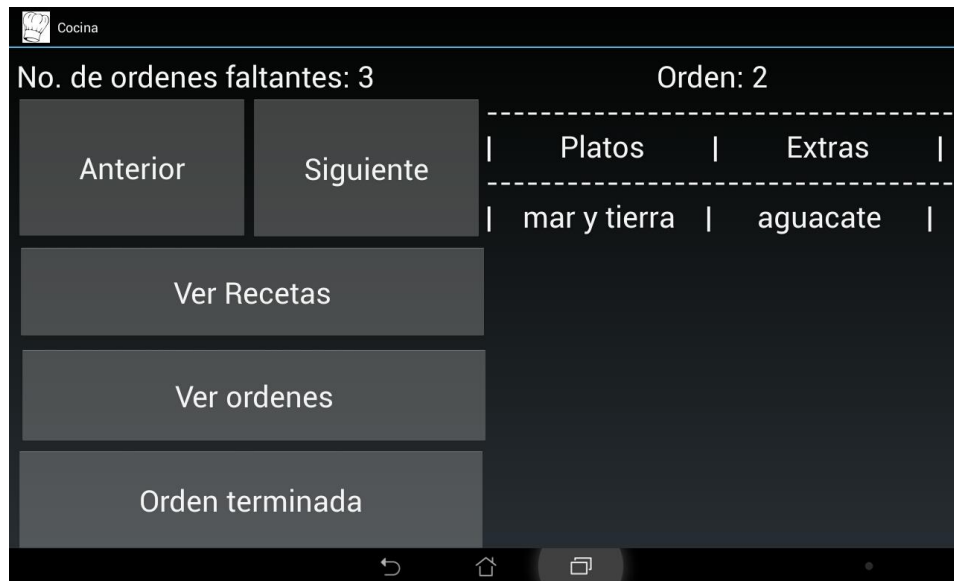 Cocina
No. de ordenes faltantes: 3
Anterior
Siguiente
Ver Recetas
Ver ordenes
Orden terminada
Orden: 2
------------------------------------------
| Platos | Extras |
------------------------------------------
| mar y tierra | aguacate |